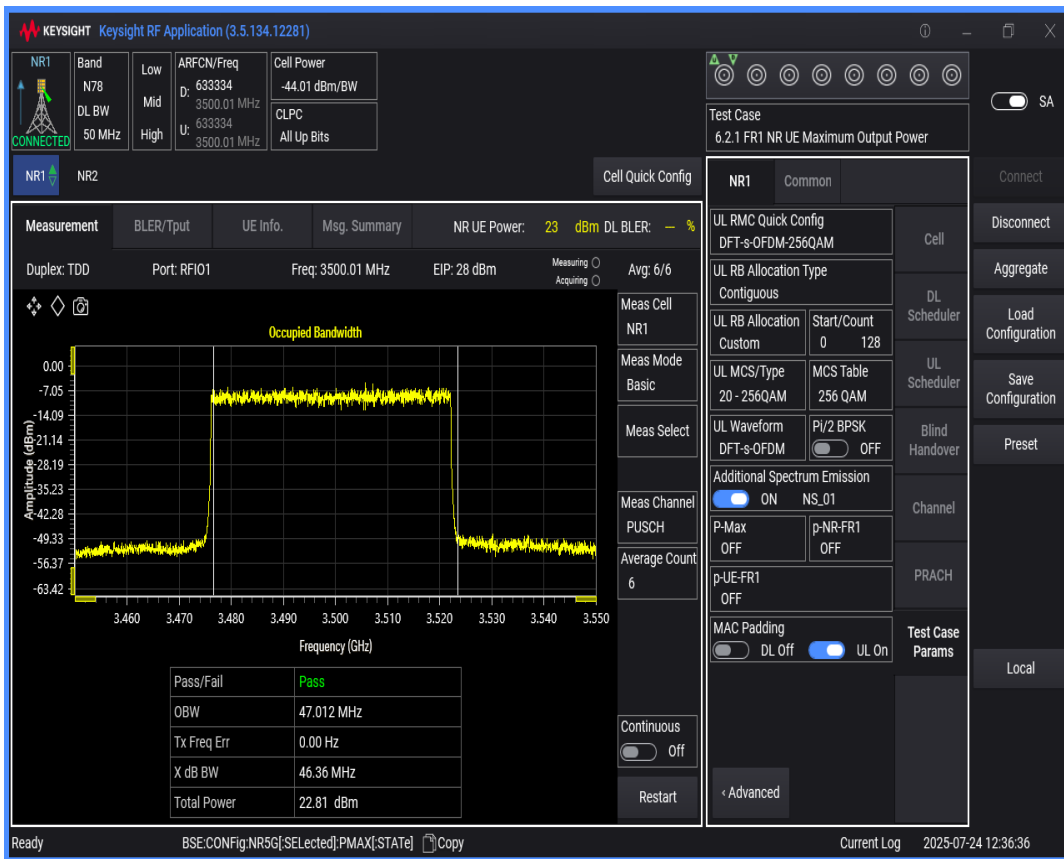 KEYSIGHT Keysight RF Application (3.5.134.12281)
NR1
CONNECTED
Band
N78
DL BW
50 MHz
Low
Mid
High
ARFCN/Freq
D: 633334
3500.01 MHz
U: 633334
3500.01 MHz
Cell Power
-44.01 dBm/BW
CLPC
All Up Bits
Test Case
6.2.1 FR1 NR UE Maximum Output Power
SA
NR1 NR2
Cell Quick Config
Measurement BLER/Tput UE Info. Msg. Summary NR UE Power: 23 dBm DL BLER: -- %
Duplex: TDD Port: RFIO1 Freq: 3500.01 MHz EIP: 28 dBm Measuring Acquiring Avg: 6/6
Occupied Bandwidth
Amplitude (dBm)
0.00
-7.05
-14.09
-21.14
-28.19
-35.23
-42.28
-49.33
-56.37
-63.42
3.460 3.470 3.480 3.490 3.500 3.510 3.520 3.530 3.540 3.550
Frequency (GHz)
Pass/Fail Pass
OBW 47.012 MHz
Tx Freq Err 0.00 Hz
X dB BW 46.36 MHz
Total Power 22.81 dBm
Meas Cell
NR1
Meas Mode
Basic
Meas Select
Meas Channel
PUSCH
Average Count
6
Continuous
Off
Restart
NR1 Common
UL RMC Quick Config
DFT-s-OFDM-256QAM
UL RB Allocation Type
Contiguous
UL RB Allocation
Custom
Start/Count
0 128
UL MCS/Type
20 - 256QAM
MCS Table
256 QAM
UL Waveform
DFT-s-OFDM
Pi/2 BPSK
OFF
Additional Spectrum Emission
ON NS_01
P-Max
OFF
p-NR-FR1
OFF
p-UE-FR1
OFF
MAC Padding
DL Off UL On
‹ Advanced
Cell
DL
Scheduler
UL
Scheduler
Blind
Handover
Channel
PRACH
Test Case
Params
Connect
Disconnect
Aggregate
Load
Configuration
Save
Configuration
Preset
Local
Ready BSE:CONFig:NR5G[:SELected]:PMAX[:STATe] Copy Current Log 2025-07-24 12:36:36